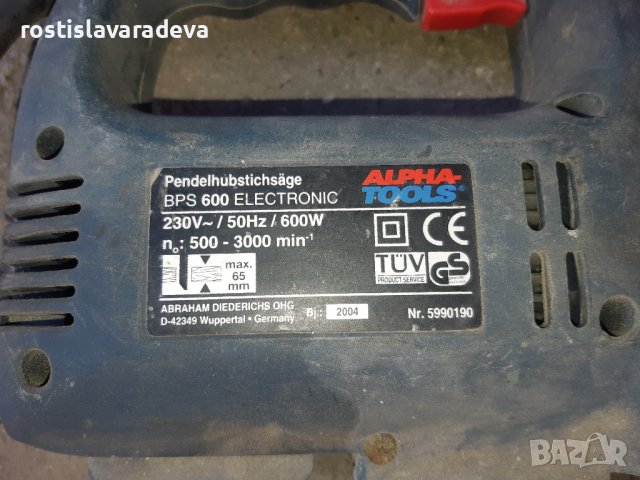 rostislavaradeva
Pendelhubstichsäge
BPS 600 ELECTRONIC
ALPHA-
TOOLS®
230V~ / 50Hz / 600W
n₀: 500 - 3000 min⁻¹
CE
max.
65
mm
TÜV
PRODUCT SERVICE
GS
ABRAHAM DIEDERICHS OHG
D-42349 Wuppertal • Germany
Bj.: 2004
Nr. 5990190
BAZAR